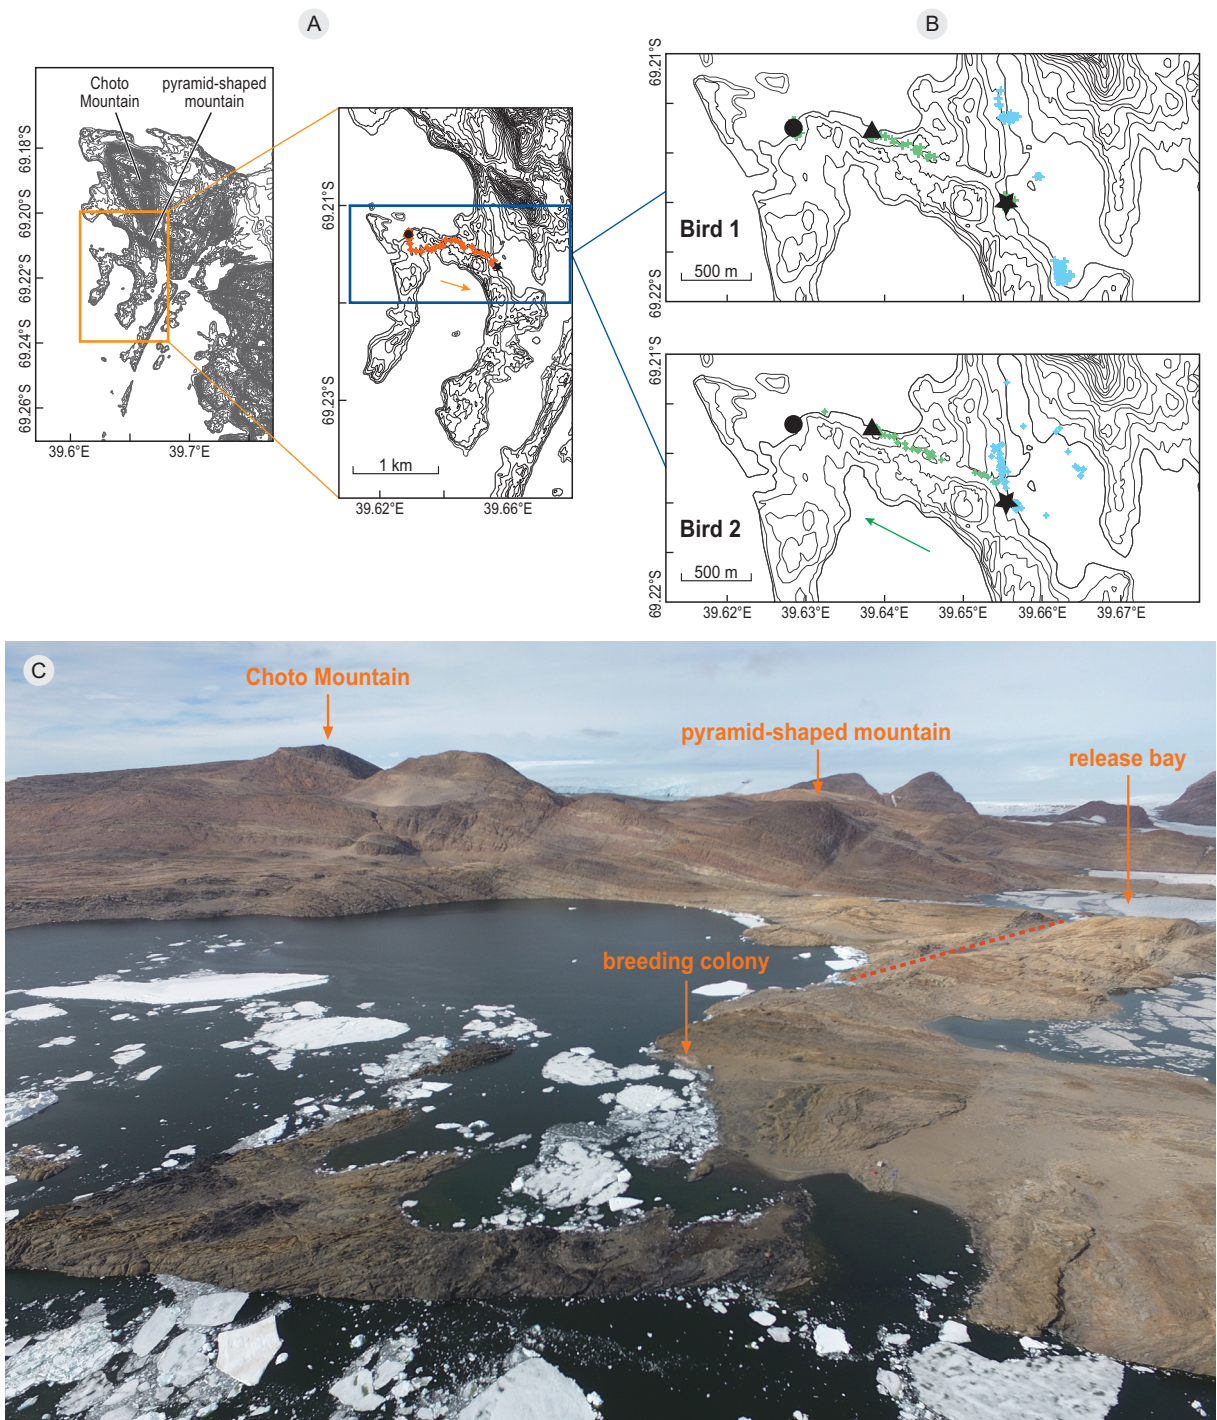 A
B
Choto
Mountain
pyramid-shaped
mountain
69.18°S
69.20°S
69.22°S
69.24°S
69.26°S
39.6°E
39.7°E
69.21°S
69.23°S
1 km
39.62°E
39.66°E
69.21°S
Bird 1
500 m
69.22°S
69.21°S
Bird 2
500 m
69.22°S
39.62°E
39.63°E
39.64°E
39.65°E
39.66°E
39.67°E
C
Choto Mountain
pyramid-shaped mountain
release bay
breeding colony